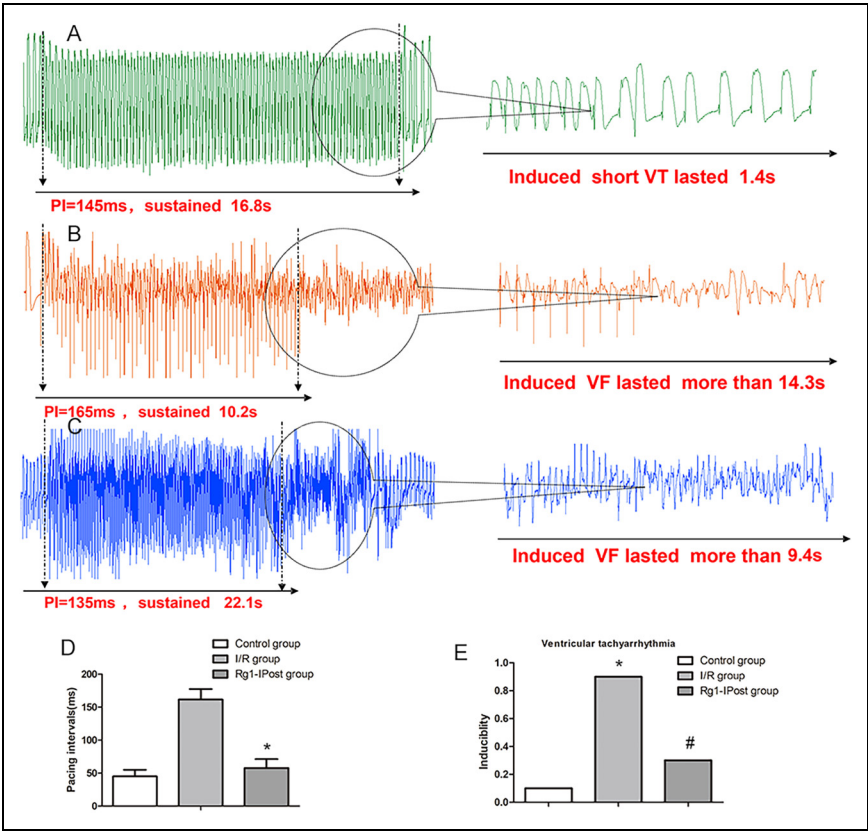 A
PI=145ms, sustained 16.8s
Induced short VT lasted 1.4s
B
PI=165ms , sustained 10.2s
Induced VF lasted more than 14.3s
C
PI=135ms , sustained 22.1s
Induced VF lasted more than 9.4s
D
Control group
I/R group
Rg1-IPost group
Pacing intervals(ms)
200
150
100
50
0
*
E
Ventricular tachyarrhythmia
Control group
I/R group
Rg1-IPost group
Induciblity
1.0
0.8
0.6
0.4
0.2
0.0
*
#